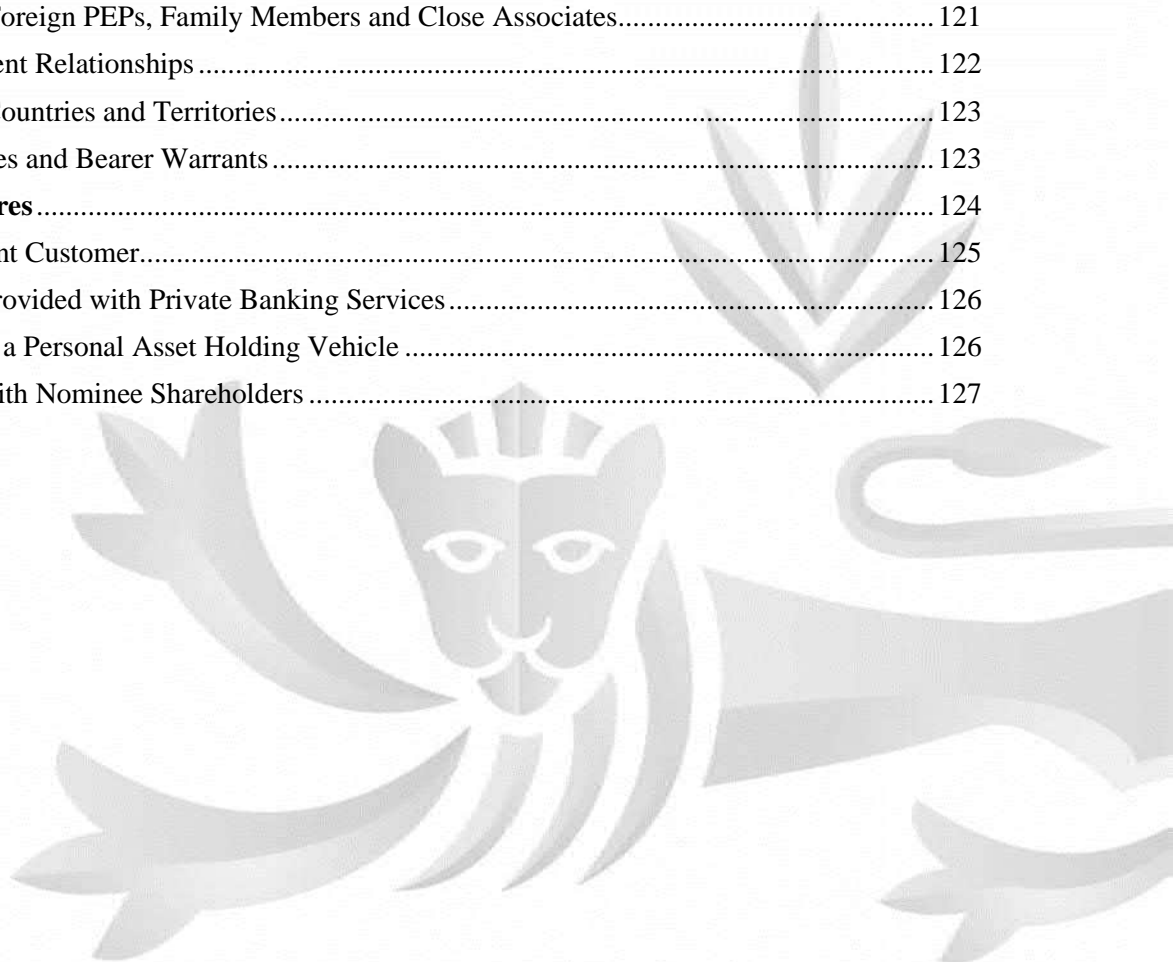 oreign PEPs, Family Members and Close Associates.................................................. 121
ent Relationships.................................................................................................................. 122
Countries and Territories....................................................................................................... 123
es and Bearer Warrants......................................................................................................... 123
res.......................................................................................................................................... 124
nt Customer........................................................................................................................... 125
rovided with Private Banking Services................................................................................ 126
a Personal Asset Holding Vehicle........................................................................................ 126
ith Nominee Shareholders.................................................................................................... 127